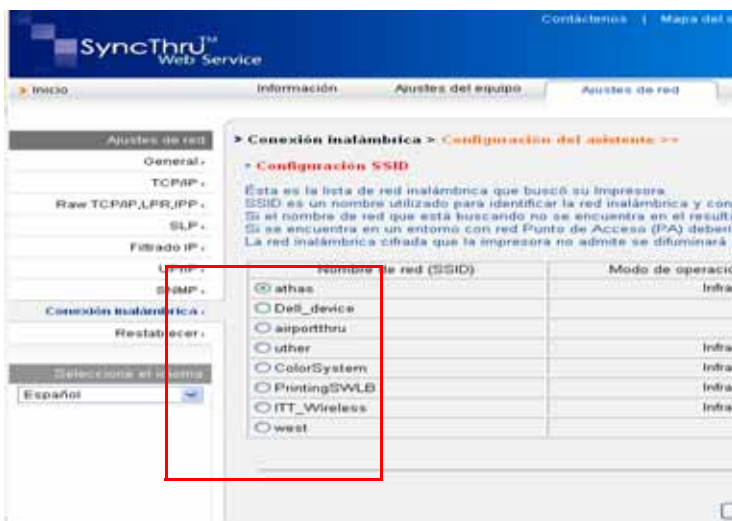 Contáctenos | Mapa del
SyncThru™
Web Service
Inicio
Información
Ajustes del equipo
Ajustes de red
Ajustes de red
General
TCP/IP
Raw TCP/IP,LPR,IPP
SLP
Filtrado IP
UPnP
SNMP
Conexión inalámbrica
Restablecer
Seleccione el idioma
Español
> Conexión inalámbrica > Configuración del asistente >>
Configuración SSID
Esta es la lista de red inalámbrica que buscó su Impresora
SSID es un nombre utilizado para identificar la red inalámbrica y con
Si el nombre de red que está buscando no se encuentra en el result
Si se encuentra en un entorno con red Punto de Acceso (PA) deber
La red inalámbrica cifrada que la impresora no admite se difuminará
Nombre de red (SSID) Modo de operació
athas Infra
Dell_device
airportthru
uther Infra
ColorSystem Infra
PrintingSWLB Infra
ITT_Wireless Infra
west